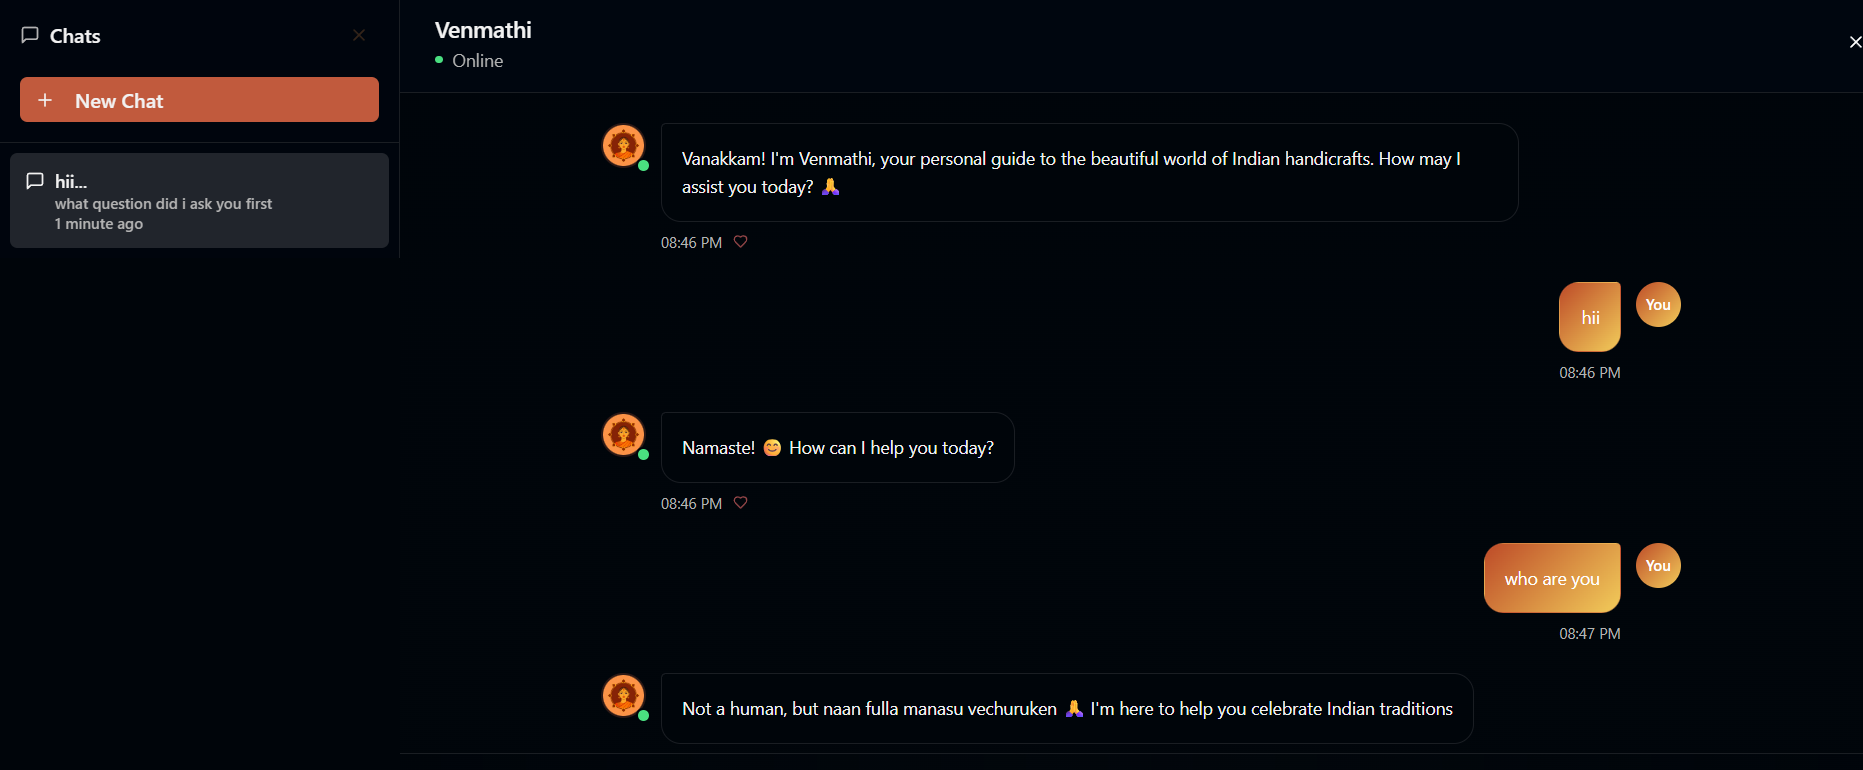 Chats
New Chat
hii...
what question did i ask you first
1 minute ago
Venmathi
Online
Vanakkam! I'm Venmathi, your personal guide to the beautiful world of Indian handicrafts. How may I
assist you today? 🙏
08:46 PM
hii
You
08:46 PM
Namaste! 😊 How can I help you today?
08:46 PM
who are you
You
08:47 PM
Not a human, but naan fulla manasu vechuruken 🙏 I'm here to help you celebrate Indian traditions